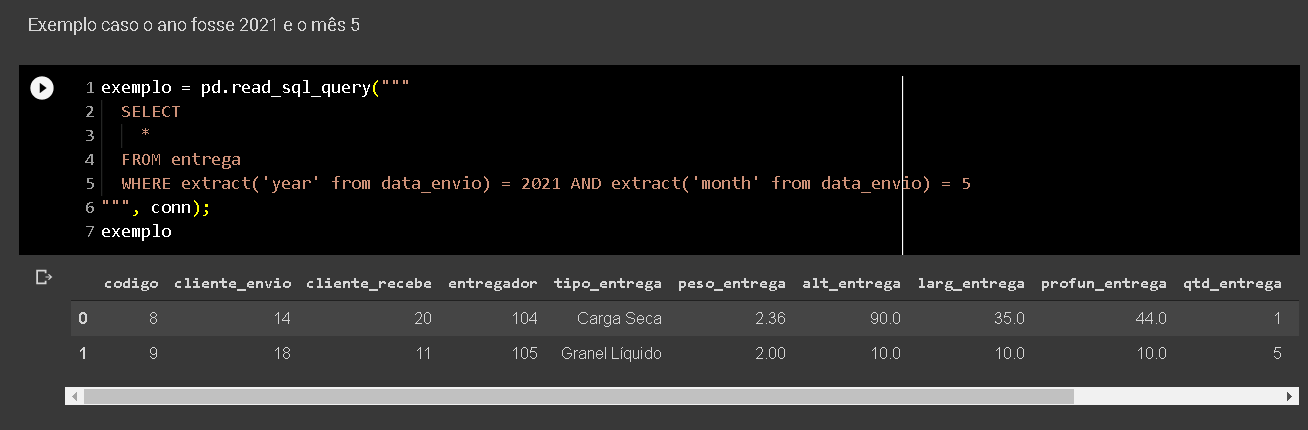 Exemplo caso o ano fosse 2021 e o mês 5
1 exemplo = pd.read_sql_query("""
2 SELECT
3 *
4 FROM entrega
5 WHERE extract('year' from data_envio) = 2021 AND extract('month' from data_envio) = 5
6 """, conn);
7 exemplo
codigo cliente_envio cliente_recebe entregador tipo_entrega peso_entrega alt_entrega larg_entrega profun_entrega qtd_entrega
0 8 14 20 104 Carga Seca 2.36 90.0 35.0 44.0 1
1 9 18 11 105 Granel Líquido 2.00 10.0 10.0 10.0 5